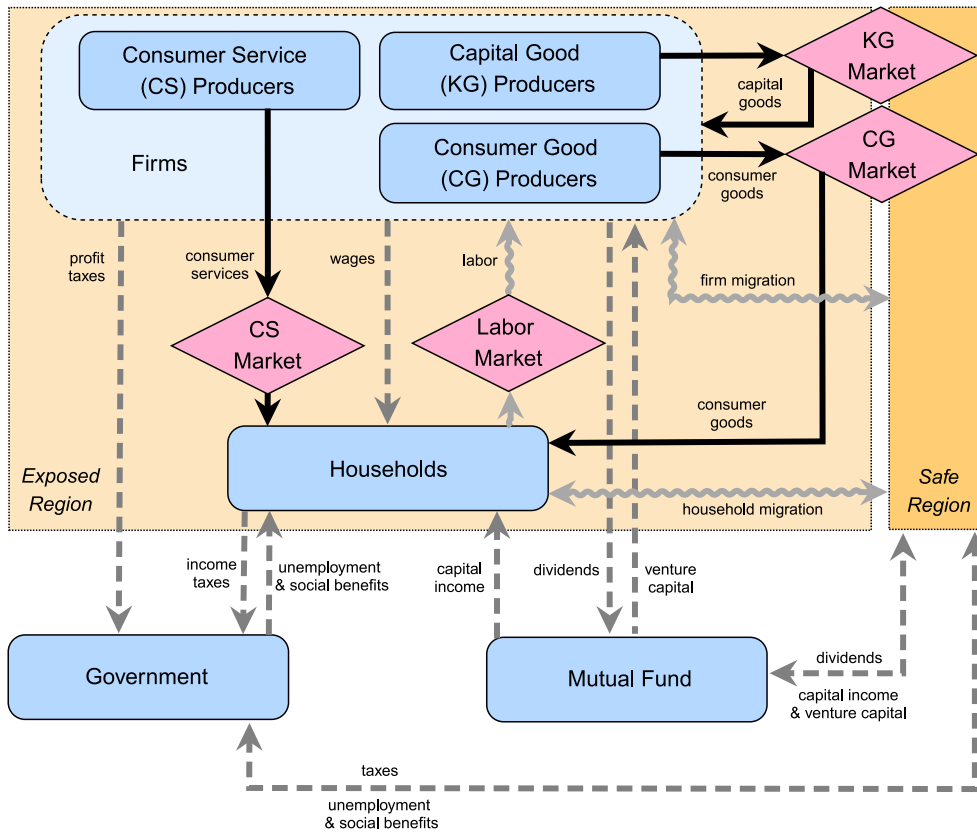 Consumer Service
(CS) Producers
Capital Good
(KG) Producers
KG
Market
capital
goods
Firms
Consumer Good
(CG) Producers
CG
Market
consumer
goods
profit
taxes
consumer
services
wages
labor
firm migration
CS
Market
Labor
Market
consumer
goods
Households
Exposed
Region
household migration
Safe
Region
income
taxes
unemployment
& social benefits
capital
income
dividends
venture
capital
Government
Mutual Fund
dividends
capital income
& venture capital
taxes
unemployment
& social benefits